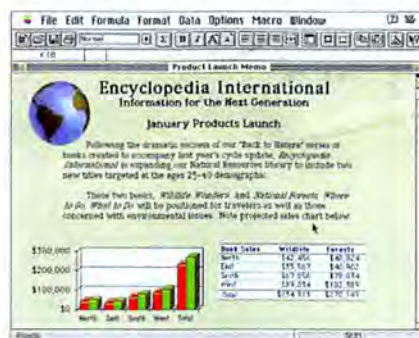 File Edit Formula Format Data Options Macro Window
Normal
Product Launch Memo
Encyclopedia International
Information for the Next Generation
January Products Launch
Following the dramatic success of our "Back to Nature" series of
books created to accompany last year's cycle update, Encyclopedia
International is expanding our Natural Resources library to include two
new titles targeted at the ages 25-40 demographic.
These two books, Wildlife Wonders and National Forests: Where
to Go, What to Do will be positioned for travelers as well as those
concerned with environmental issues. Note projected sales chart below
$300,000
$200,000
$100,000
$0
North East South West Total
Book Sales Wildlife Forests
North
East
South
West
Total